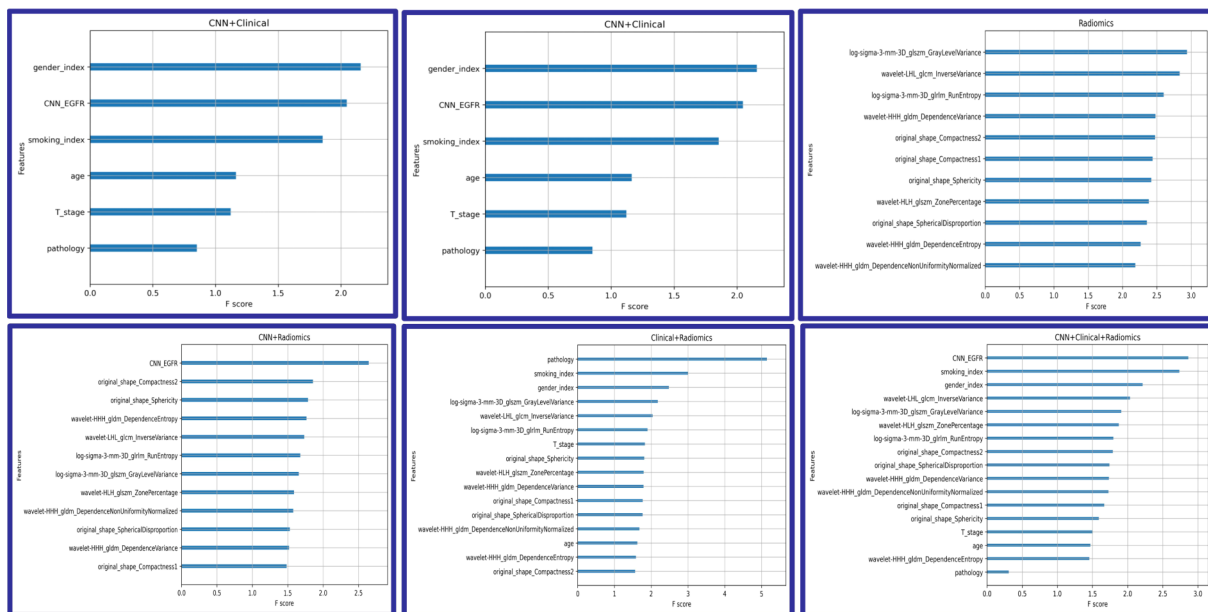 CNN+Clinical
Features
gender_index
CNN_EGFR
smoking_index
age
T_stage
pathology
0.0 0.5 1.0 1.5 2.0
F score
CNN+Clinical
Features
gender_index
CNN_EGFR
smoking_index
age
T_stage
pathology
0.0 0.5 1.0 1.5 2.0
F score
Radiomics
Features
log-sigma-3-mm-3D_glszm_GrayLevelVariance
wavelet-LHL_glcm_InverseVariance
log-sigma-3-mm-3D_glrlm_RunEntropy
wavelet-HHH_gldm_DependenceVariance
original_shape_Compactness2
original_shape_Compactness1
original_shape_Sphericity
wavelet-HLH_glszm_ZonePercentage
original_shape_SphericalDisproportion
wavelet-HHH_gldm_DependenceEntropy
wavelet-HHH_gldm_DependenceNonUniformityNormalized
0.0 0.5 1.0 1.5 2.0 2.5 3.0
F score
CNN+Radiomics
Features
CNN_EGFR
original_shape_Compactness2
original_shape_Sphericity
wavelet-HHH_gldm_DependenceEntropy
wavelet-LHL_glcm_InverseVariance
log-sigma-3-mm-3D_glrlm_RunEntropy
log-sigma-3-mm-3D_glszm_GrayLevelVariance
wavelet-HLH_glszm_ZonePercentage
wavelet-HHH_gldm_DependenceNonUniformityNormalized
original_shape_SphericalDisproportion
wavelet-HHH_gldm_DependenceVariance
original_shape_Compactness1
0.0 0.5 1.0 1.5 2.0 2.5
F score
Clinical+Radiomics
Features
pathology
smoking_index
gender_index
log-sigma-3-mm-3D_glszm_GrayLevelVariance
wavelet-LHL_glcm_InverseVariance
log-sigma-3-mm-3D_glrlm_RunEntropy
T_stage
original_shape_Sphericity
wavelet-HLH_glszm_ZonePercentage
wavelet-HHH_gldm_DependenceVariance
original_shape_Compactness1
original_shape_SphericalDisproportion
wavelet-HHH_gldm_DependenceNonUniformityNormalized
age
wavelet-HHH_gldm_DependenceEntropy
original_shape_Compactness2
0 1 2 3 4 5
F score
CNN+Clinical+Radiomics
Features
CNN_EGFR
smoking_index
gender_index
wavelet-LHL_glcm_InverseVariance
log-sigma-3-mm-3D_glszm_GrayLevelVariance
wavelet-HLH_glszm_ZonePercentage
log-sigma-3-mm-3D_glrlm_RunEntropy
original_shape_Compactness2
original_shape_SphericalDisproportion
wavelet-HHH_gldm_DependenceVariance
wavelet-HHH_gldm_DependenceNonUniformityNormalized
original_shape_Compactness1
original_shape_Sphericity
T_stage
age
wavelet-HHH_gldm_DependenceEntropy
pathology
0.0 0.5 1.0 1.5 2.0 2.5 3.0
F score